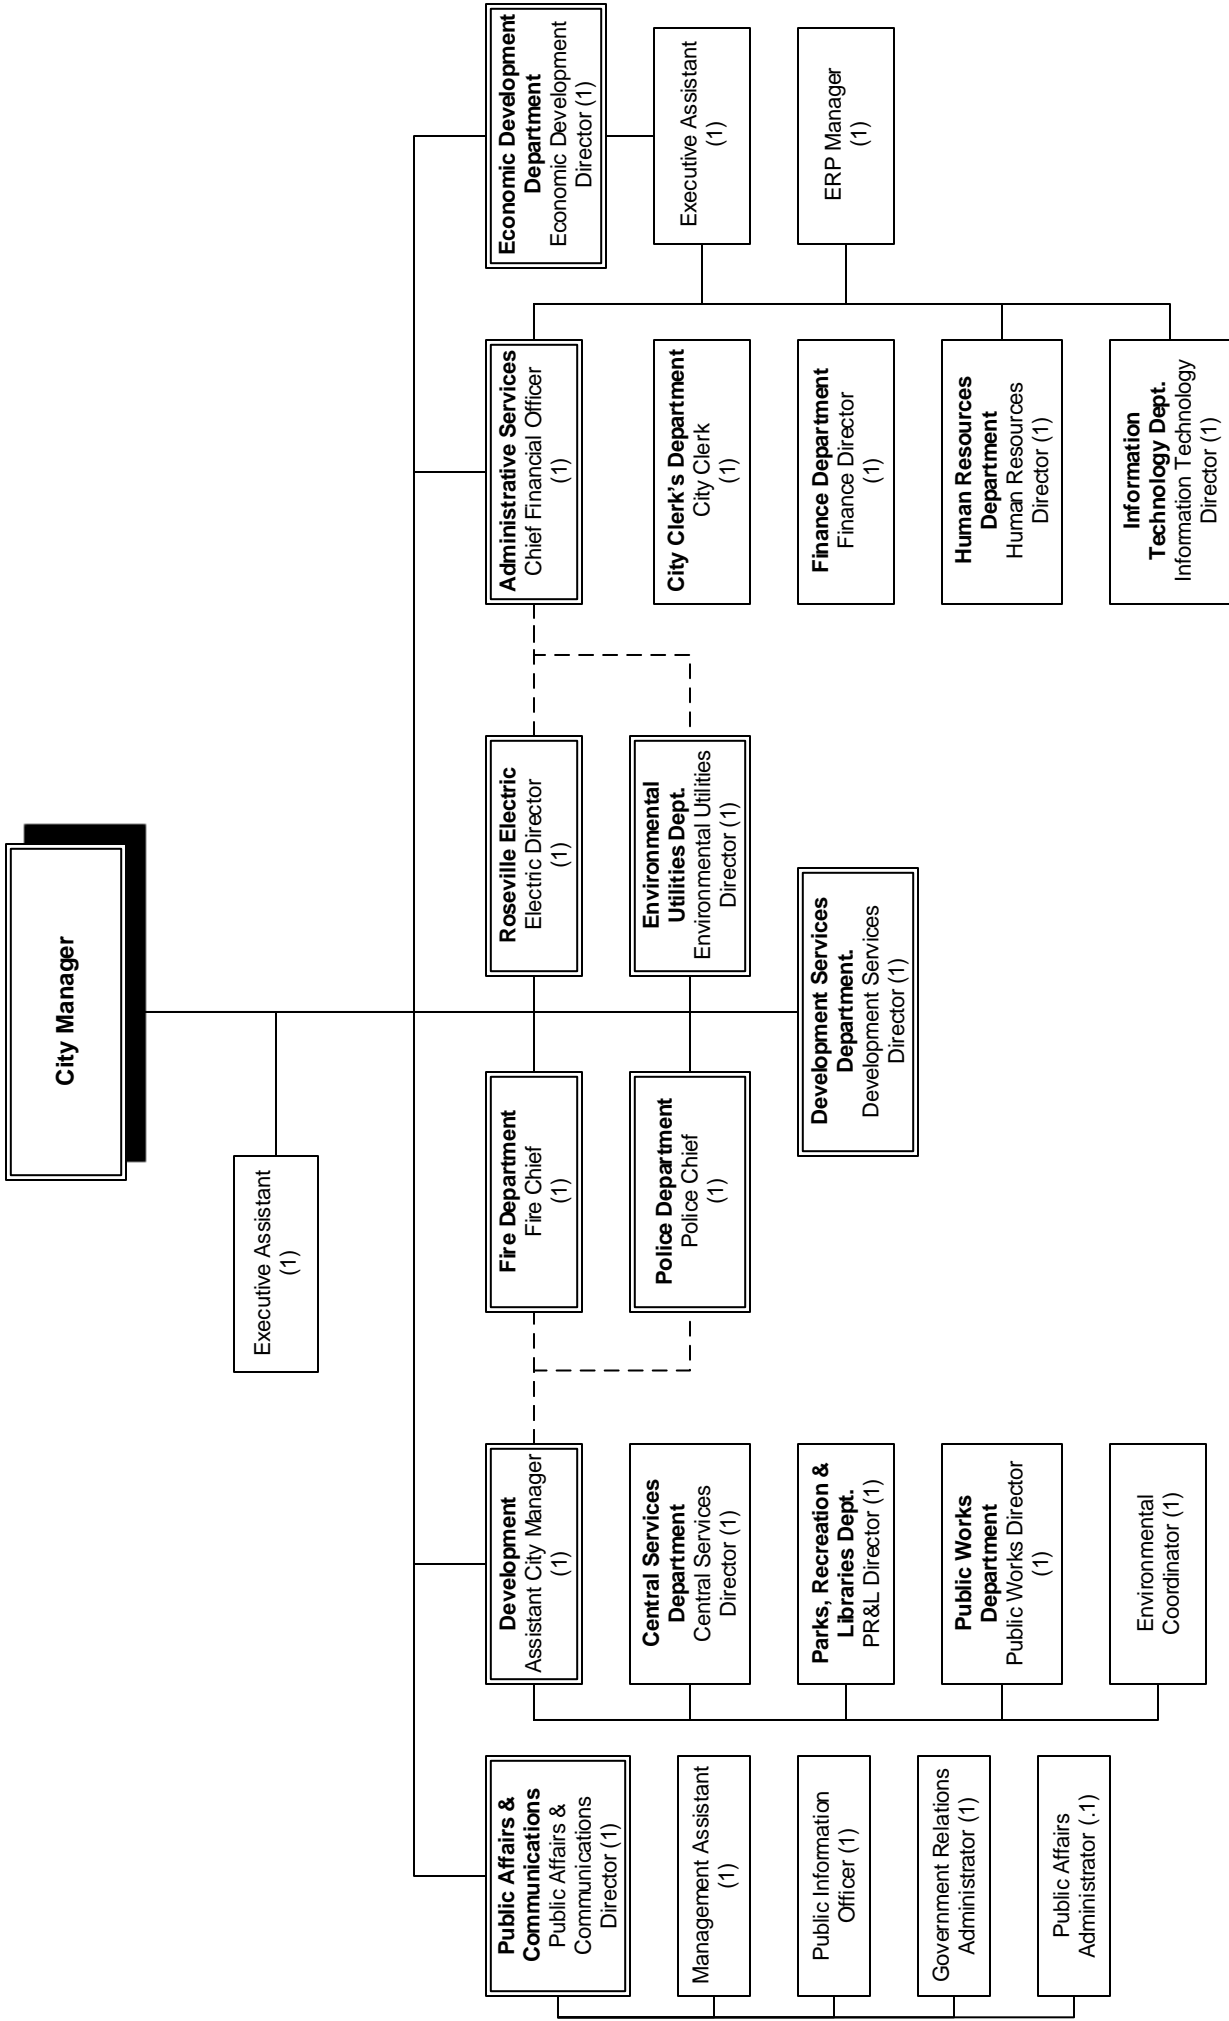 City Manager
Executive Assistant
(1)
Public Affairs &
Communications
Public Affairs &
Communications
Director (1)
Management Assistant
(1)
Public Information
Officer (1)
Government Relations
Administrator (1)
Public Affairs
Administrator (.1)
Development
Assistant City Manager
(1)
Central Services
Department
Central Services
Director (1)
Parks, Recreation &
Libraries Dept.
PR&L Director (1)
Public Works
Department
Public Works Director
(1)
Environmental
Coordinator (1)
Fire Department
Fire Chief
(1)
Police Department
Police Chief
(1)
Development Services
Department.
Development Services
Director (1)
Roseville Electric
Electric Director
(1)
Environmental
Utilities Dept.
Environmental Utilities
Director (1)
Administrative Services
Chief Financial Officer
(1)
City Clerk's Department
City Clerk
(1)
Finance Department
Finance Director
(1)
Human Resources
Department
Human Resources
Director (1)
Information
Technology Dept.
Information Technology
Director (1)
Economic Development
Department
Economic Development
Director (1)
Executive Assistant
(1)
ERP Manager
(1)